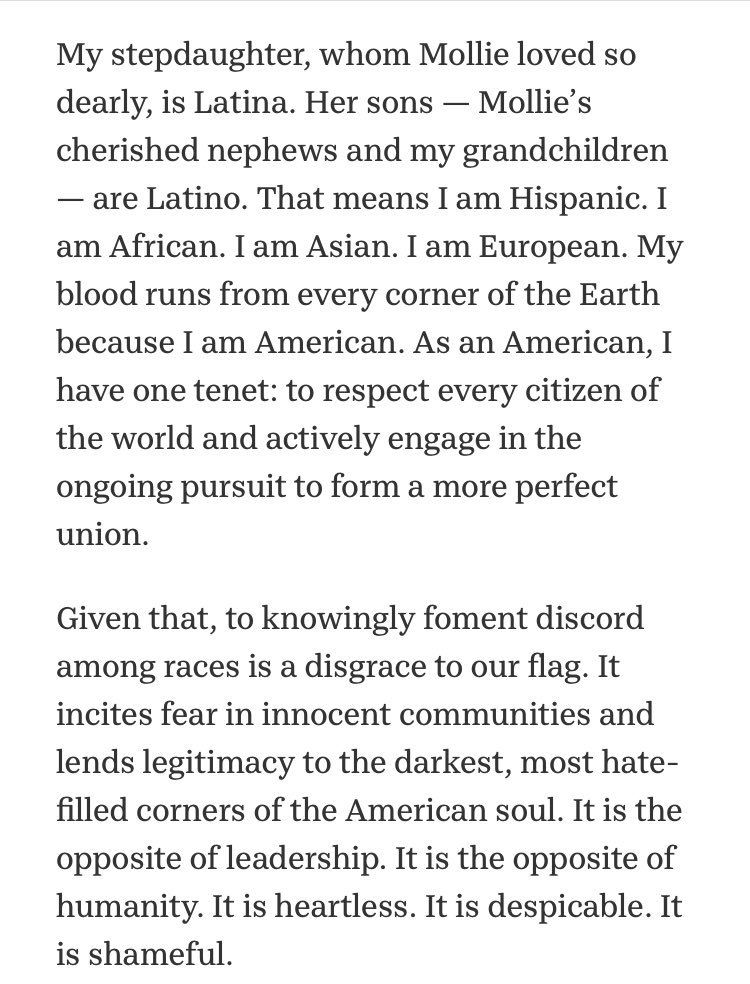 My stepdaughter, whom Mollie loved so
dearly, is Latina. Her sons — Mollie’s
cherished nephews and my grandchildren
— are Latino. That means I am Hispanic. I
am African. I am Asian. I am European. My
blood runs from every corner of the Earth
because I am American. As an American, I
have one tenet: to respect every citizen of
the world and actively engage in the
ongoing pursuit to form a more perfect
union.
Given that, to knowingly foment discord
among races is a disgrace to our flag. It
incites fear in innocent communities and
lends legitimacy to the darkest, most hate-
filled corners of the American soul. It is the
opposite of leadership. It is the opposite of
humanity. It is heartless. It is despicable. It
is shameful.